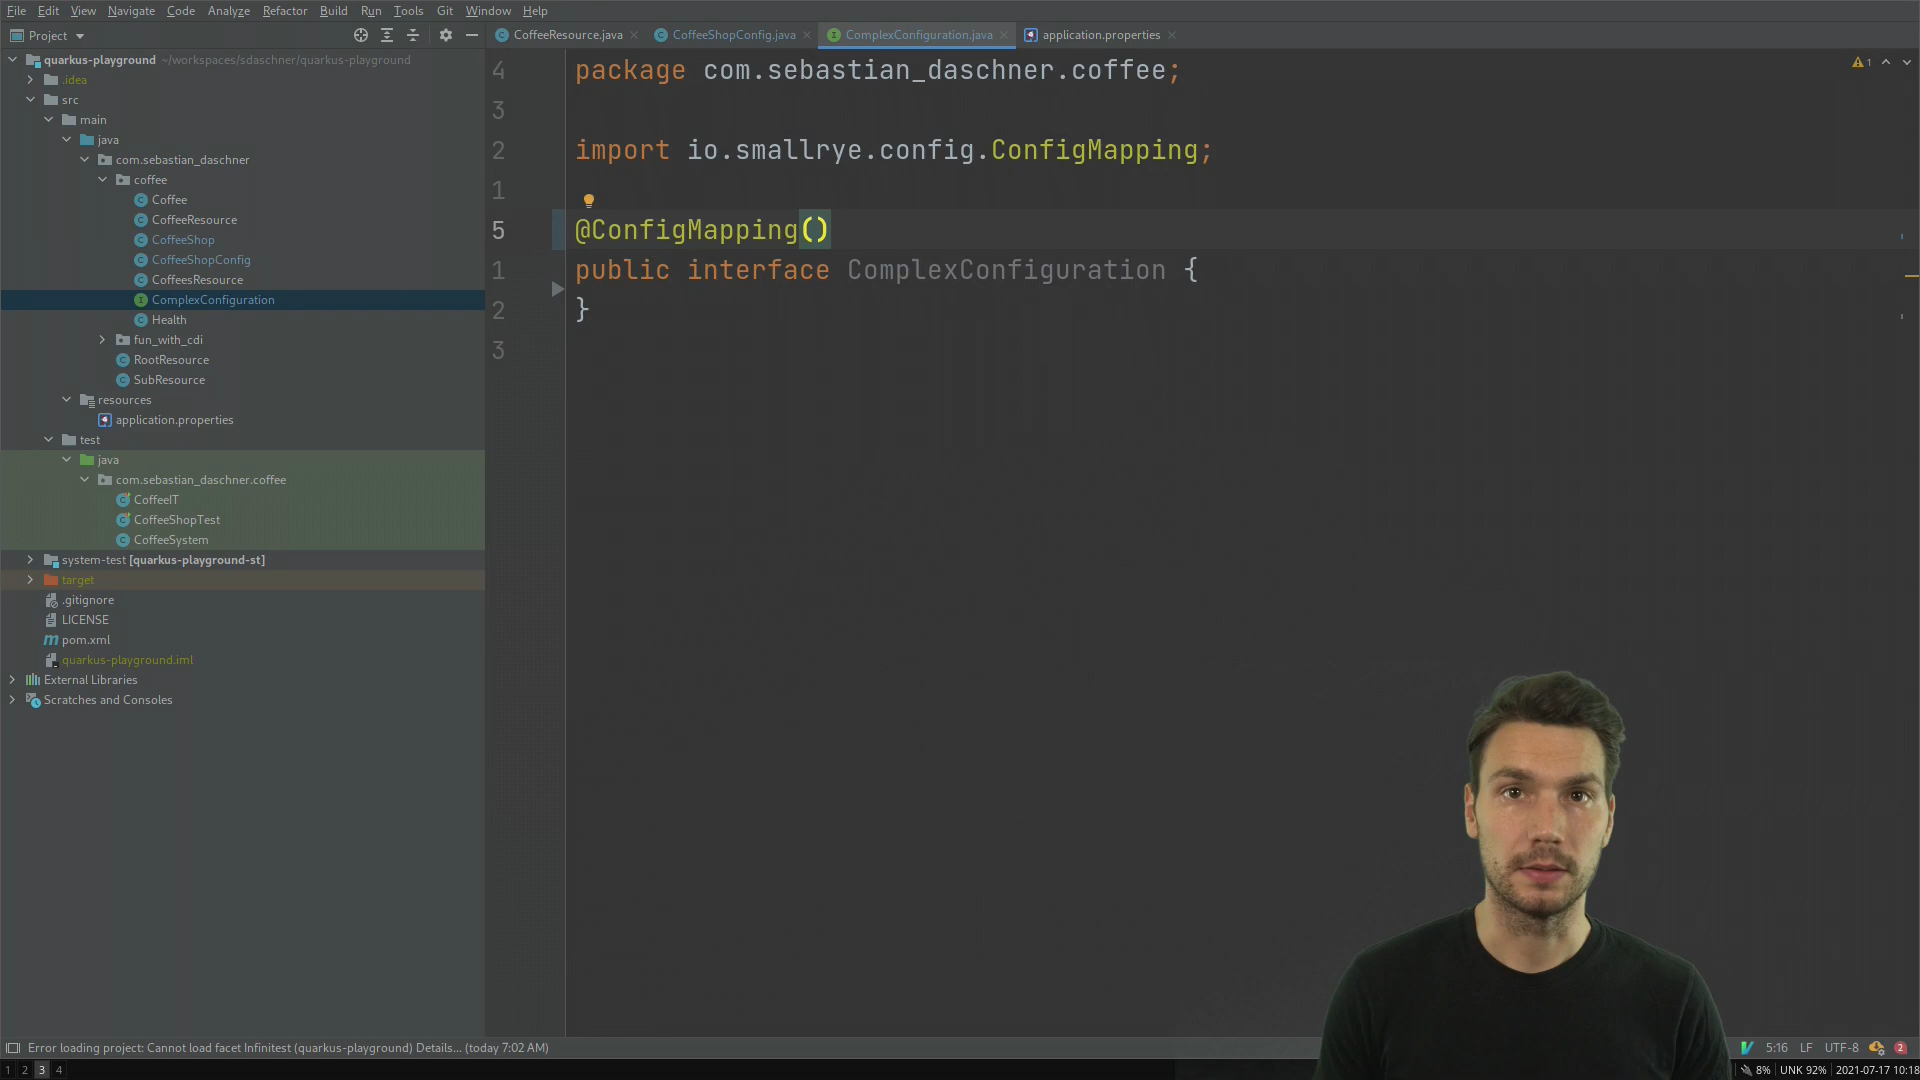 File Edit View Navigate Code Analyze Refactor Build Run Tools Git Window Help
Project
CoffeeResource.java
CoffeeShopConfig.java
ComplexConfiguration.java
application.properties
quarkus-playground ~/workspaces/sdaschner/quarkus-playground
.idea
src
main
java
com.sebastian_daschner
coffee
Coffee
CoffeeResource
CoffeeShop
CoffeeShopConfig
CoffeesResource
ComplexConfiguration
Health
fun_with_cdi
RootResource
SubResource
resources
application.properties
test
java
com.sebastian_daschner.coffee
CoffeeIT
CoffeeShopTest
CoffeeSystem
system-test [quarkus-playground-st]
target
.gitignore
LICENSE
pom.xml
quarkus-playground.iml
External Libraries
Scratches and Consoles
4 package com.sebastian_daschner.coffee;
3
2 import io.smallrye.config.ConfigMapping;
1
5 @ConfigMapping()
1 public interface ComplexConfiguration {
2 }
3
1
Error loading project: Cannot load facet Infinitest (quarkus-playground) Details... (today 7:02 AM)
5:16 LF UTF-8 2
1 2 3 4
8% UNK 92% 2021-07-17 10:18